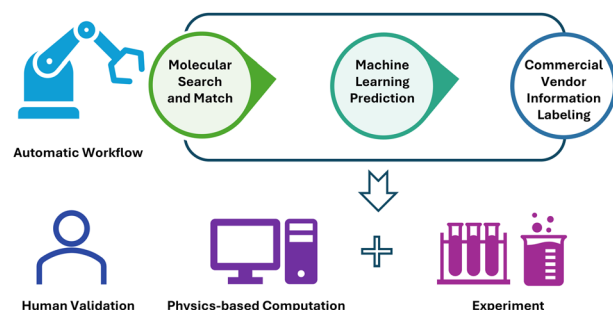 Molecular
Search
and Match
Machine
Learning
Prediction
Commercial
Vendor
Information
Labeling
Automatic Workflow
Human Validation
Physics-based Computation
Experiment